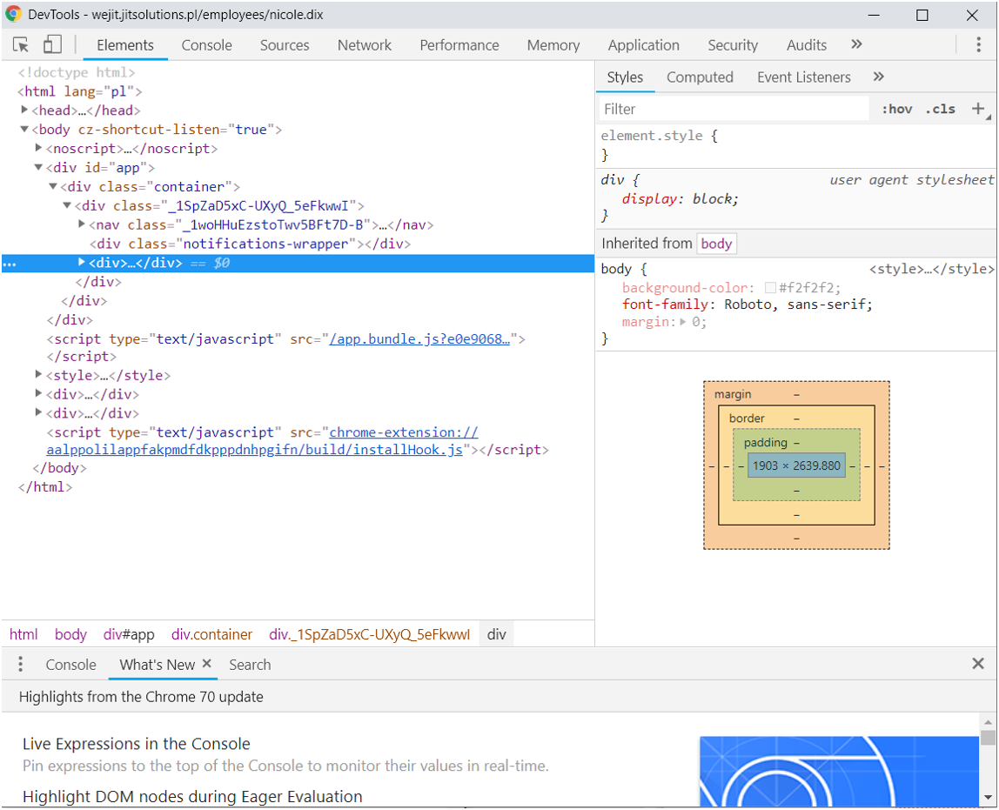 DevTools - wejit.jitsolutions.pl/employees/nicole.dix
Elements Console Sources Network Performance Memory Application Security Audits »
<!doctype html>
<html lang="pl">
<head>…</head>
<body cz-shortcut-listen="true">
<noscript>…</noscript>
<div id="app">
<div class="container">
<div class="_1SpZaD5xC-UXyQ_5eFkwwI">
<nav class="_1woHHuEzstoTwv5BFt7D-B">…</nav>
<div class="notifications-wrapper"></div>
… <div>…</div> == $0
</div>
</div>
</div>
<script type="text/javascript" src="/app.bundle.js?e0e9068…">
</script>
<style>…</style>
<div>…</div>
<div>…</div>
<script type="text/javascript" src="chrome-extension://
aalppolilappfakpmdfdkpppdnhpgifn/build/installHook.js"></script>
</body>
</html>
html body div#app div.container div._1SpZaD5xC-UXyQ_5eFkwwI div
Styles Computed Event Listeners »
Filter :hov .cls +
element.style {
}
div { user agent stylesheet
display: block;
}
Inherited from body
body { <style>…</style>
background-color: #f2f2f2;
font-family: Roboto, sans-serif;
margin: 0;
}
margin –
border –
padding –
– – – 1903 × 2639.880 – – –
–
–
–
Console What's New × Search
Highlights from the Chrome 70 update
Live Expressions in the Console
Pin expressions to the top of the Console to monitor their values in real-time.
Highlight DOM nodes during Eager Evaluation